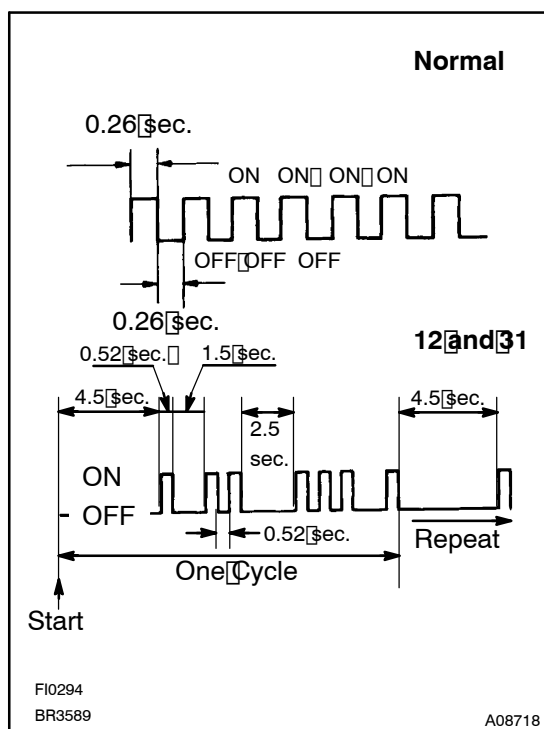 Normal
0.26▯sec.
ON ON▯ ON▯ ON
OFF▯OFF OFF
0.26▯sec.
12▯and▯31
0.52▯sec.▯ 1.5▯sec.
4.5▯sec. 4.5▯sec.
2.5
sec.
ON
OFF
0.52▯sec.
Repeat
One▯Cycle
Start
FI0294
BR3589
A08718